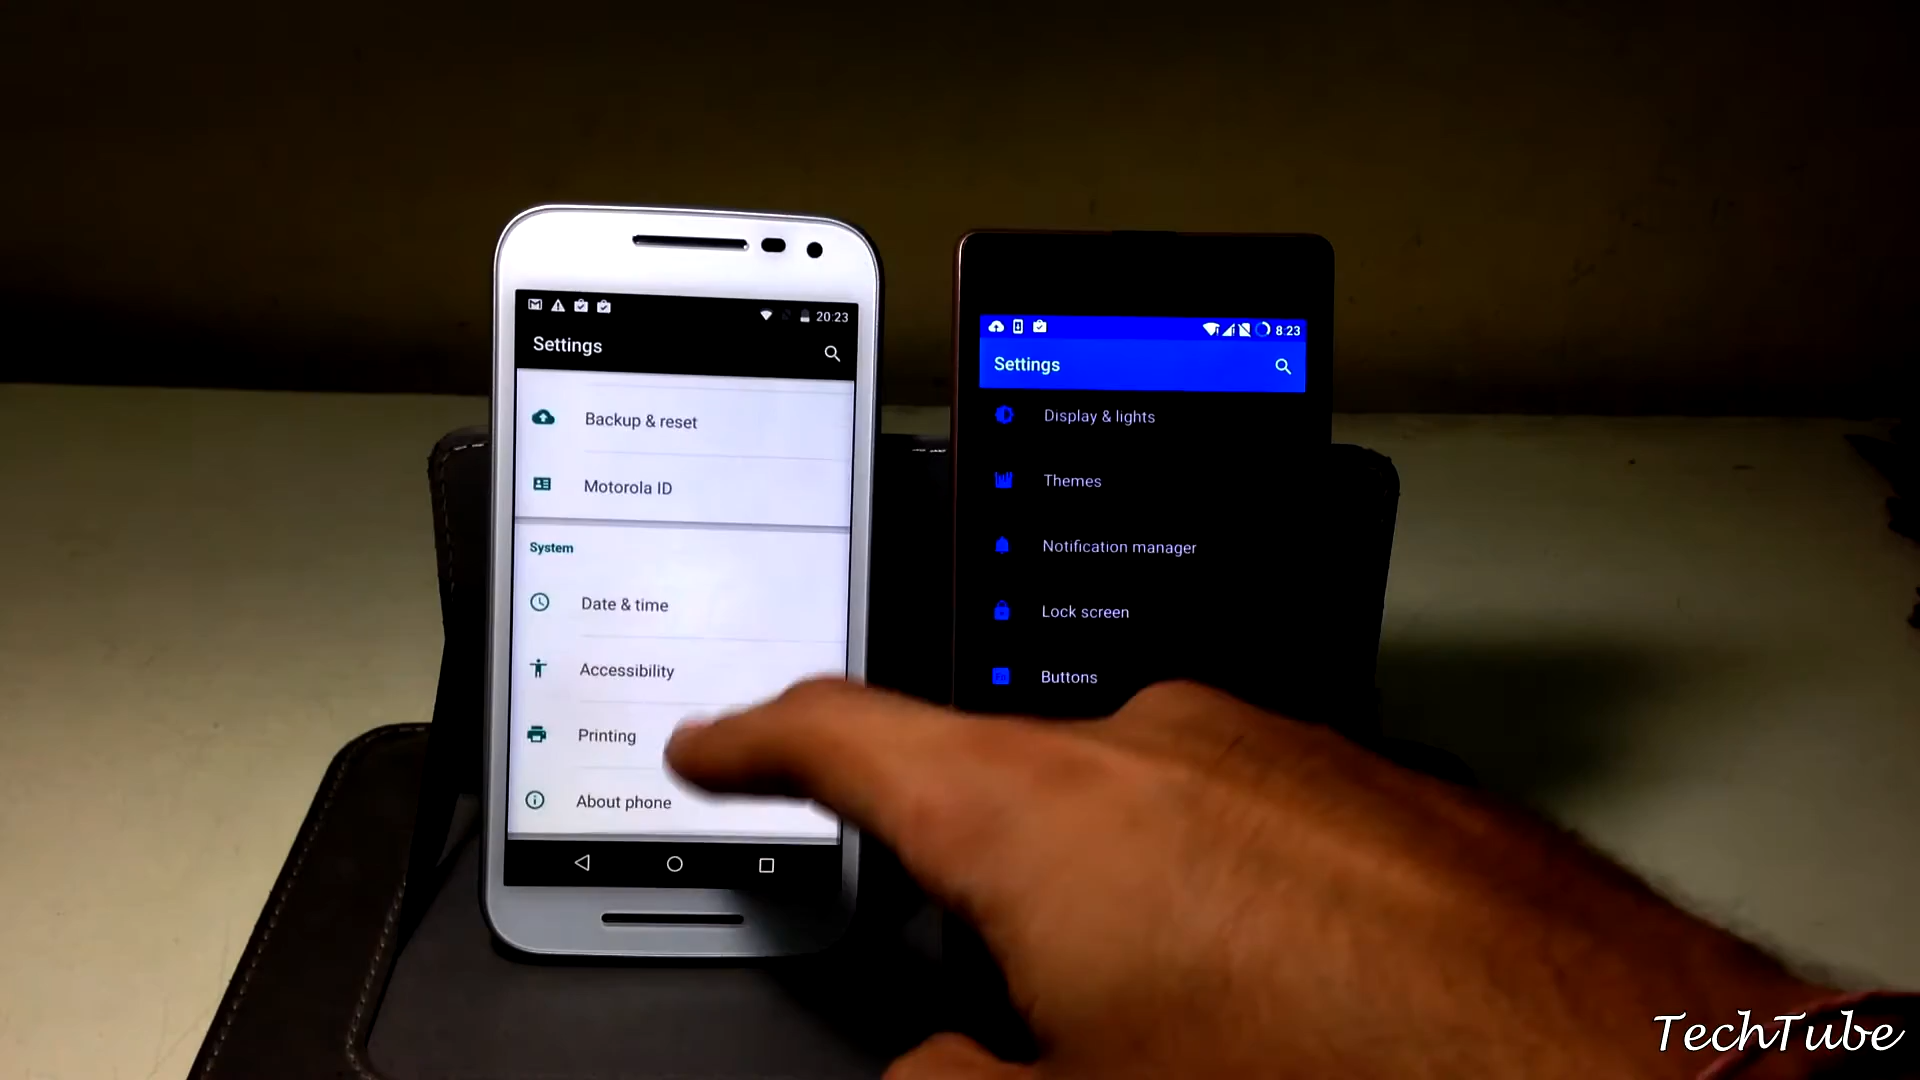 20:23
Settings
Backup & reset
Motorola ID
System
Date & time
Accessibility
Printing
About phone
8:23
Settings
Display & lights
Themes
Notification manager
Lock screen
Buttons
TechTube